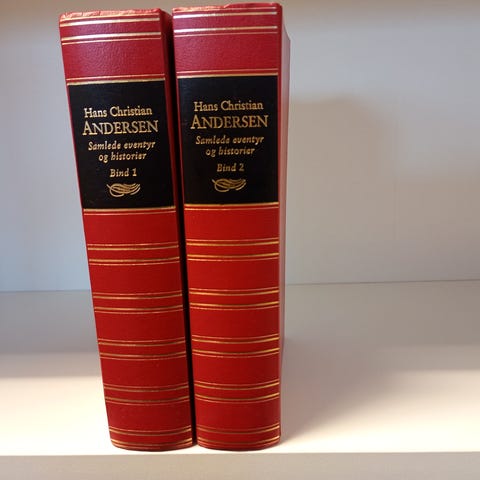 Hans Christian
ANDERSEN
Samlede eventyr
og historier
Bind 1
Hans Christian
ANDERSEN
Samlede eventyr
og historier
Bind 2